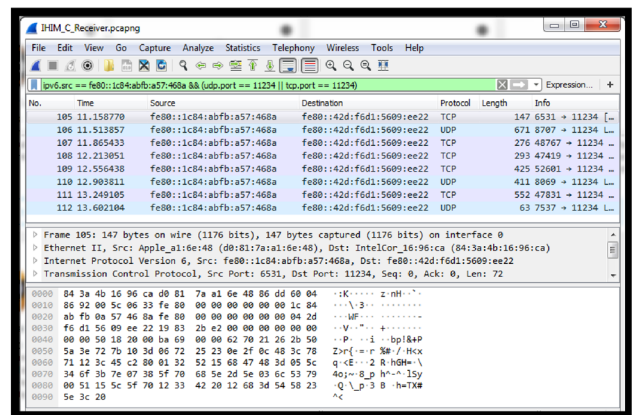 IHIM_C_Receiver.pcapng
File Edit View Go Capture Analyze Statistics Telephony Wireless Tools Help
ipv6.src == fe80::1c84:abfb:a57:468a && (udp.port == 11234 || tcp.port == 11234)
Expression... +
No. Time Source Destination Protocol Length Info
105 11.158770 fe80::1c84:abfb:a57:468a fe80::42d:f6d1:5609:ee22 TCP 147 6531 → 11234 [...
106 11.513857 fe80::1c84:abfb:a57:468a fe80::42d:f6d1:5609:ee22 UDP 671 8707 → 11234 L...
107 11.865433 fe80::1c84:abfb:a57:468a fe80::42d:f6d1:5609:ee22 TCP 276 48767 → 11234 ...
108 12.213051 fe80::1c84:abfb:a57:468a fe80::42d:f6d1:5609:ee22 TCP 293 47419 → 11234 ...
109 12.556438 fe80::1c84:abfb:a57:468a fe80::42d:f6d1:5609:ee22 TCP 425 52601 → 11234 ...
110 12.903811 fe80::1c84:abfb:a57:468a fe80::42d:f6d1:5609:ee22 UDP 411 8069 → 11234 L...
111 13.249105 fe80::1c84:abfb:a57:468a fe80::42d:f6d1:5609:ee22 TCP 552 47831 → 11234 ...
112 13.602104 fe80::1c84:abfb:a57:468a fe80::42d:f6d1:5609:ee22 UDP 63 7537 → 11234 L...
Frame 105: 147 bytes on wire (1176 bits), 147 bytes captured (1176 bits) on interface 0
Ethernet II, Src: Apple_a1:6e:48 (d0:81:7a:a1:6e:48), Dst: IntelCor_16:96:ca (84:3a:4b:16:96:ca)
Internet Protocol Version 6, Src: fe80::1c84:abfb:a57:468a, Dst: fe80::42d:f6d1:5609:ee22
Transmission Control Protocol, Src Port: 6531, Dst Port: 11234, Seq: 0, Ack: 0, Len: 72
0000 84 3a 4b 16 96 ca d0 81 7a a1 6e 48 86 dd 60 04 ·:K····· z·nH··`·
0010 86 92 00 5c 06 33 fe 80 00 00 00 00 00 00 1c 84 ···\·3·· ········
0020 ab fb 0a 57 46 8a fe 80 00 00 00 00 00 00 04 2d ···WF··· ·······-
0030 f6 d1 56 09 ee 22 19 83 2b e2 00 00 00 00 00 00 ··V··"·· +·······
0040 00 00 50 18 20 00 ba 69 00 00 62 70 21 26 2b 50 ··P· ··i ··bp!&+P
0050 5a 3e 72 7b 10 3d 06 72 25 23 0e 2f 0c 48 3c 78 Z>r{·=·r %#·/·H<x
0060 71 12 3c 45 c2 80 01 32 52 15 68 47 48 3d 05 5c q·<E···2 R·hGH=·\
0070 34 6f 3b 7e 07 38 5f 70 68 5e 2d 5e 03 6c 53 79 4o;~·8_p h^-^·lSy
0080 00 51 15 5c 5f 70 12 33 42 20 12 68 3d 54 58 23 ·Q·\_p·3 B ·h=TX#
0090 5e 3c 20 ^<